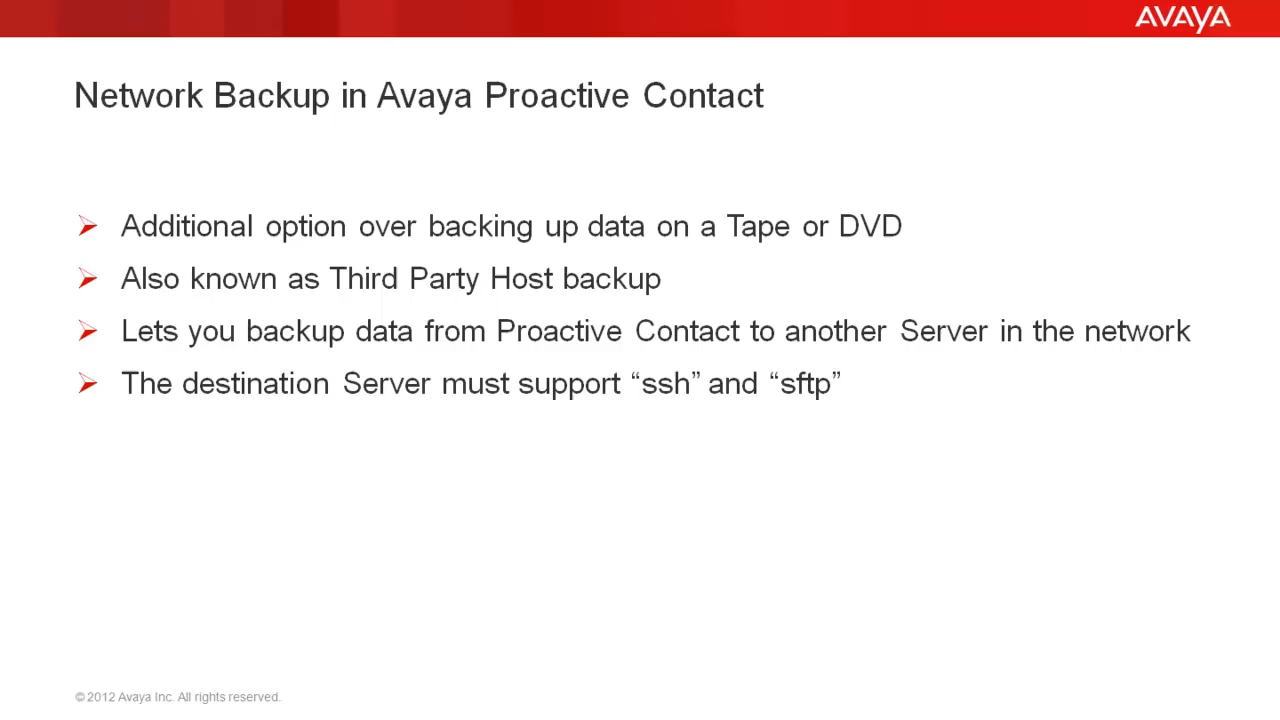 AVAYA
Network Backup in Avaya Proactive Contact
Additional option over backing up data on a Tape or DVD
Also known as Third Party Host backup
Lets you backup data from Proactive Contact to another Server in the network
The destination Server must support “ssh” and “sftp”
© 2012 Avaya Inc. All rights reserved.